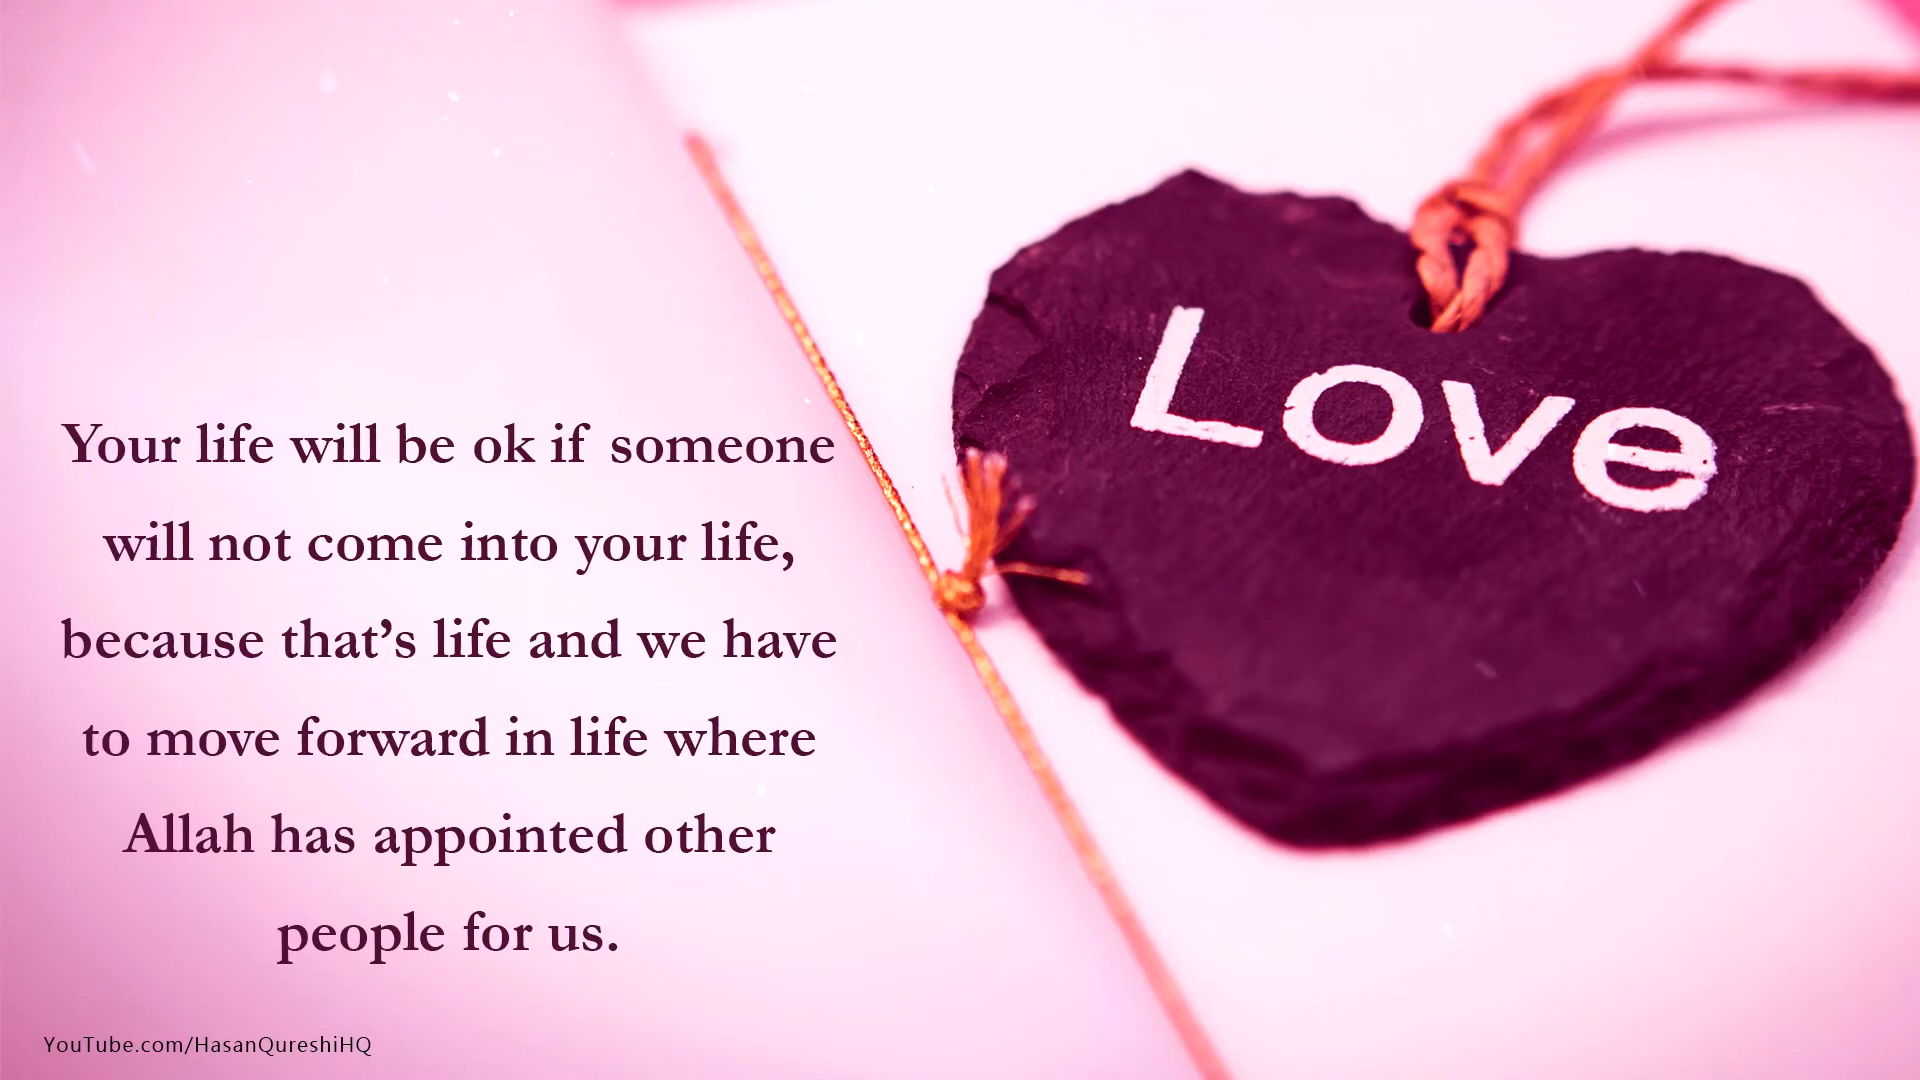 Love
Your life will be ok if someone
will not come into your life,
because that’s life and we have
to move forward in life where
Allah has appointed other
people for us.
YouTube.com/HasanQureshiHQ